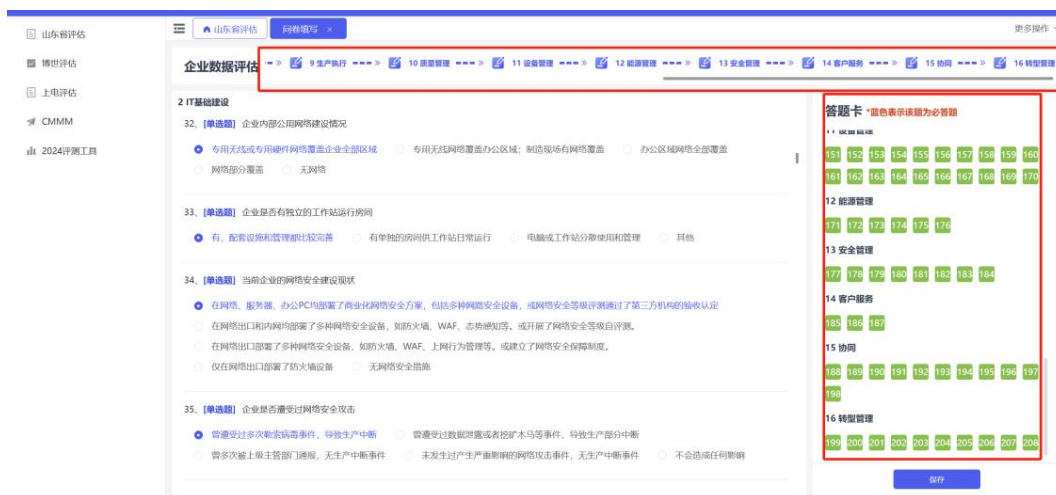 山东省评估
博世评估
上电评估
CMMM
2024评测工具
山东省评估
问卷填写 ×
更多操作
企业数据评估
9 生产执行
10 质量管理
11 设备管理
12 能源管理
13 安全管理
14 客户服务
15 协同
16 转型管理
2 IT基础建设
32、[单选题] 企业内部公用网络建设情况
专用无线或专用硬件网络覆盖企业全部区域 专用无线网络覆盖办公区域；制造现场有网络覆盖 办公区域网络全部覆盖
网络部分覆盖 无网络
33、[单选题] 企业是否有独立的工作站运行房间
有，配套设施和管理都比较完善 有单独的房间供工作站日常运行 电脑或工作站分散使用和管理 其他
34、[单选题] 当前企业的网络安全建设现状
在网络、服务器、办公PC均部署了商业化网络安全方案，包括多种网路安全设备，或网络安全等级评测通过了第三方机构的验收认定
在网络出口和内网均部署了多种网络安全设备，如防火墙、WAF、态势感知等。或开展了网络安全等级自评测。
在网络出口部署了多种网络安全设备，如防火墙、WAF、上网行为管理等。或建立了网络安全保障制度。
仅在网络出口部署了防火墙设备 无网络安全措施
35、[单选题] 企业是否遭受过网络安全攻击
曾遭受过多次勒索病毒事件，导致生产中断 曾遭受过数据泄露或者挖矿木马等事件，导致生产部分中断
曾多次被上级主管部门通报，无生产中断事件 未发生过产生严重影响的网络攻击事件，无生产中断事件 不会造成任何影响
答题卡 *蓝色表示该题为必答题
11 设备管理
151 152 153 154 155 156 157 158 159 160
161 162 163 164 165 166 167 168 169 170
12 能源管理
171 172 173 174 175 176
13 安全管理
177 178 179 180 181 182 183 184
14 客户服务
185 186 187
15 协同
188 189 190 191 192 193 194 195 196 197
198
16 转型管理
199 200 201 202 203 204 205 206 207 208
保存